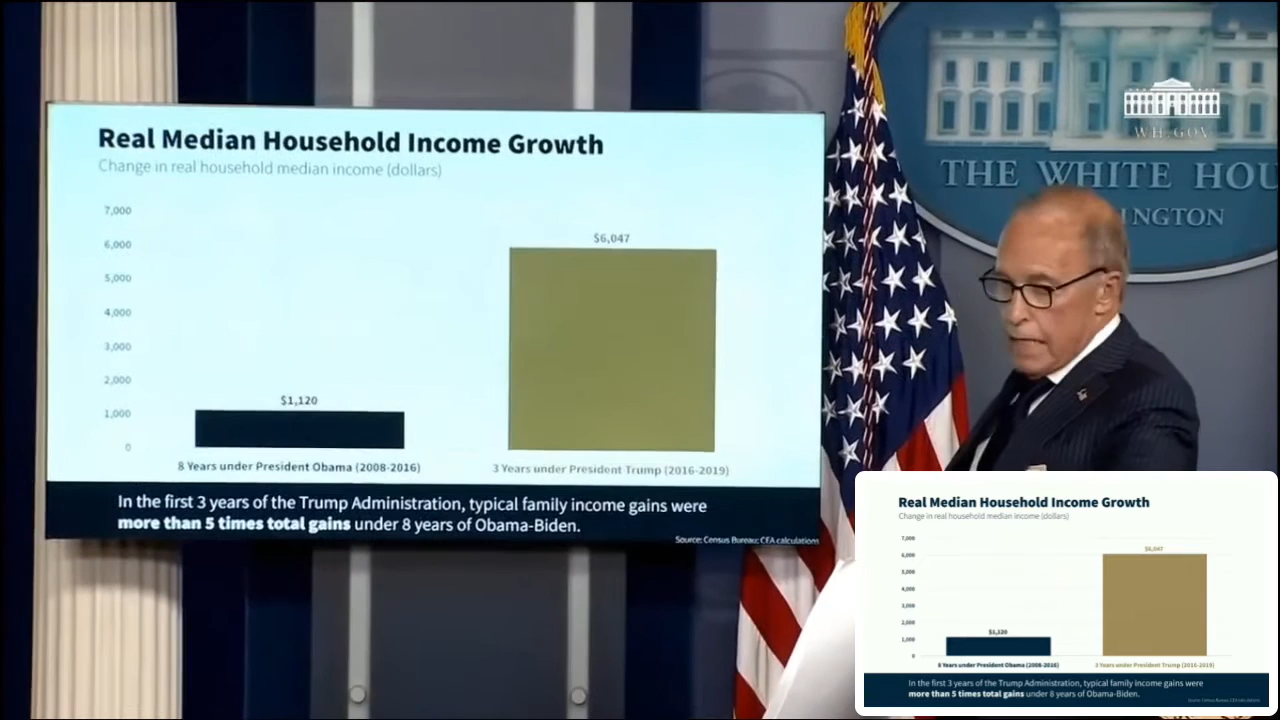 Real Median Household Income Growth
Change in real household median income (dollars)
7,000
6,000
5,000
4,000
3,000
2,000
1,000
0
$1,120
$6,047
8 Years under President Obama (2008-2016)
3 Years under President Trump (2016-2019)
In the first 3 years of the Trump Administration, typical family income gains were
more than 5 times total gains under 8 years of Obama-Biden.
Source: Census Bureau; CEA calculations
WH.GOV
THE WHITE HOU
INGTON
Real Median Household Income Growth
Change in real household median income (dollars)
7,000
6,000
5,000
4,000
3,000
2,000
1,000
0
$1,120
$6,047
8 Years under President Obama (2008-2016)
3 Years under President Trump (2016-2019)
In the first 3 years of the Trump Administration, typical family income gains were
more than 5 times total gains under 8 years of Obama-Biden.
Source: Census Bureau; CEA calculations